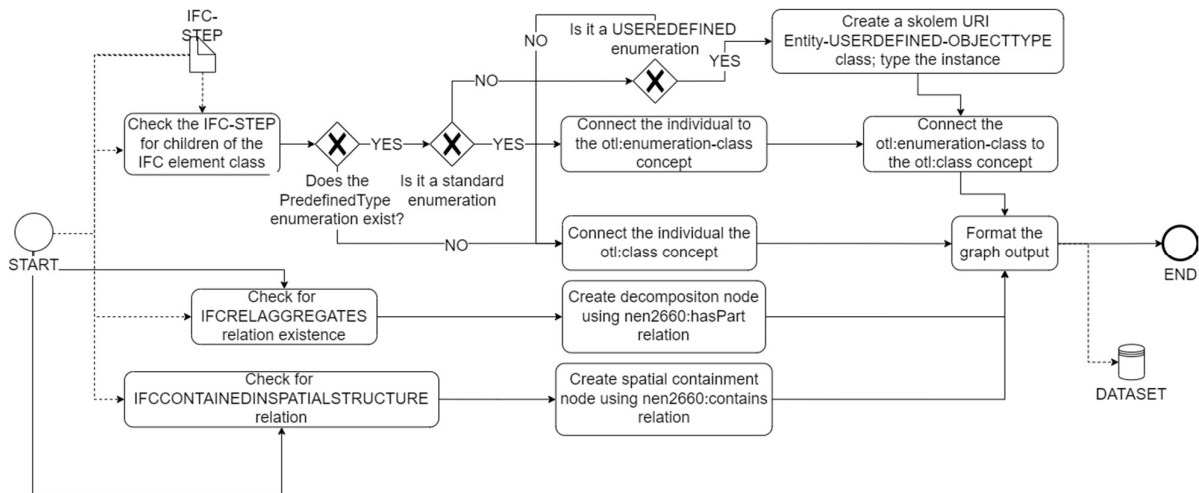 IFC-
STEP
NO
Is it a USEREDEFINED
enumeration
YES
Create a skolem URI
Entity-USERDEFINED-OBJECTTYPE
class; type the instance
NO
Check the IFC-STEP
for children of the
IFC element class
YES
YES
Connect the individual to
the otl:enumeration-class
concept
Connect the
otl:enumeration-class to
the otl:class concept
Does the
PredefinedType
enumeration exist?
Is it a standard
enumeration
NO
Connect the individual the
otl:class concept
Format the
graph output
START
END
Check for
IFCRELAGGREGATES
relation existence
Create decompositon node
using nen2660:hasPart
relation
Check for
IFCCONTAINEDINSPATIALSTRUCTURE
relation
Create spatial containment
node using nen2660:contains
relation
DATASET